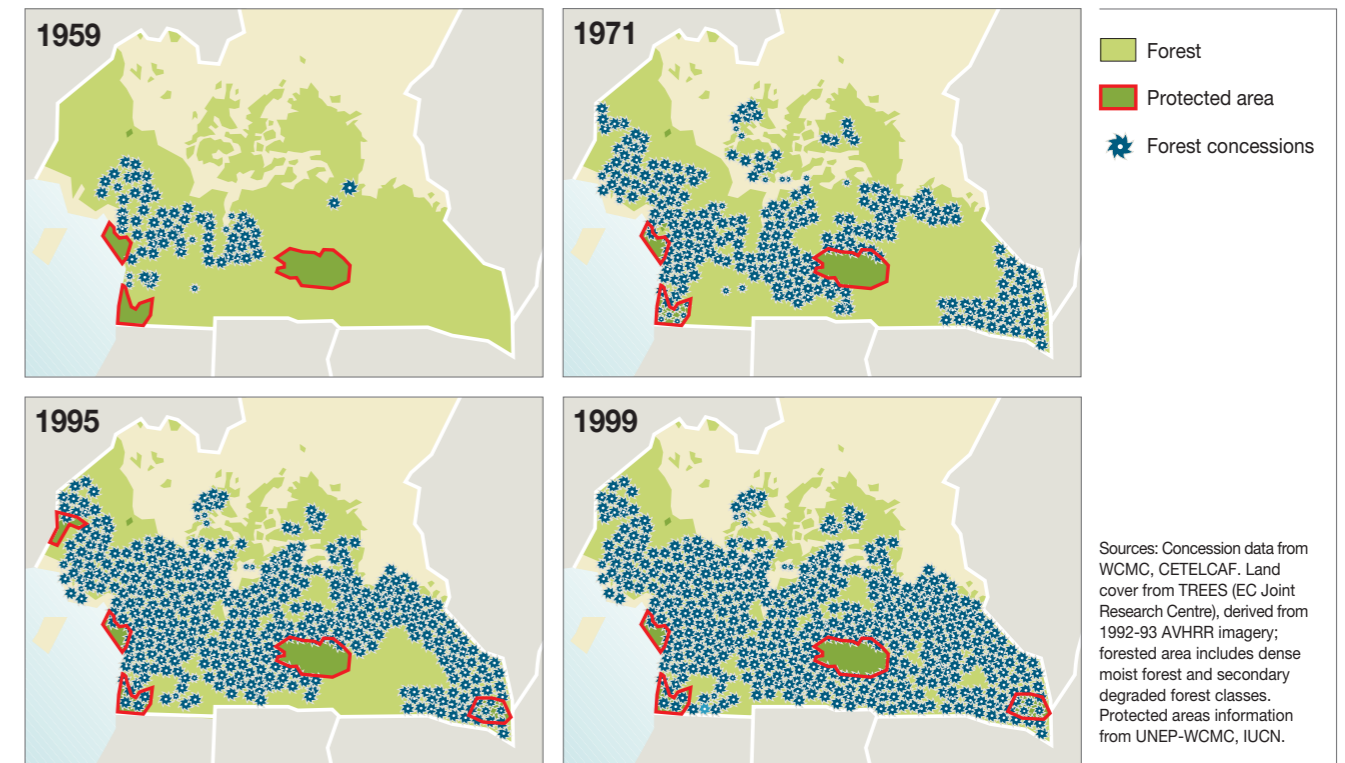 1959
1971
Forest
Protected area
Forest concessions
1995
1999
Sources: Concession data from
WCMC, CETELCAF. Land
cover from TREES (EC Joint
Research Centre), derived from
1992-93 AVHRR imagery;
forested area includes dense
moist forest and secondary
degraded forest classes.
Protected areas information
from UNEP-WCMC, IUCN.